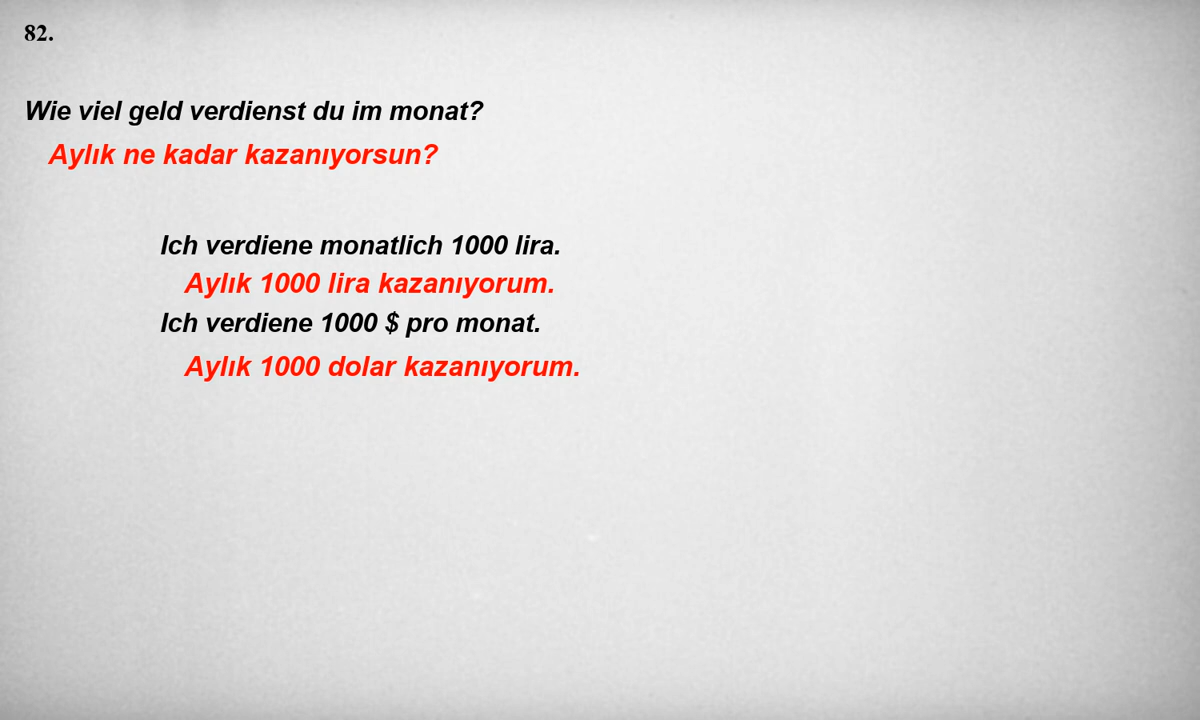 82.
Wie viel geld verdienst du im monat?
Aylık ne kadar kazanıyorsun?
Ich verdiene monatlich 1000 lira.
Aylık 1000 lira kazanıyorum.
Ich verdiene 1000 $ pro monat.
Aylık 1000 dolar kazanıyorum.